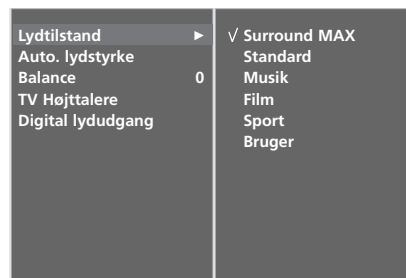 Lydtilstand ►
Auto. lydstyrke
Balance 0
TV Højttalere
Digital lydudgang
√ Surround MAX
Standard
Musik
Film
Sport
Bruger